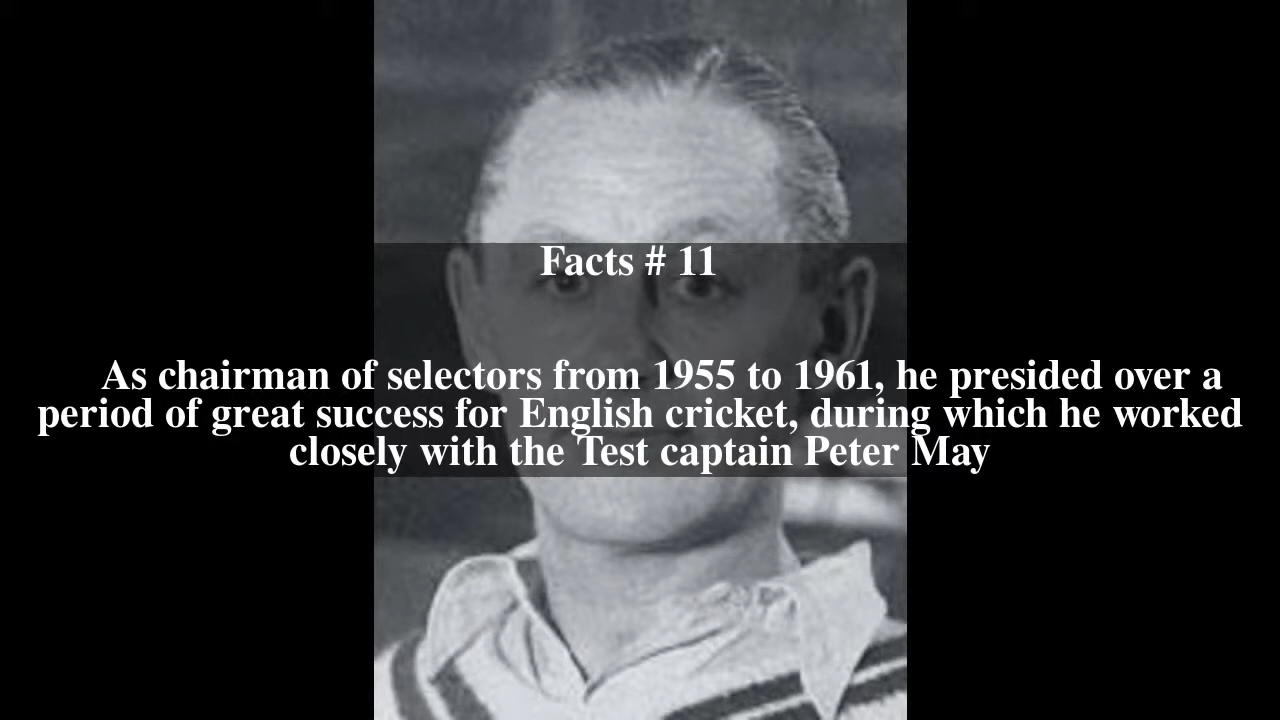 Facts # 11
As chairman of selectors from 1955 to 1961, he presided over a
period of great success for English cricket, during which he worked
closely with the Test captain Peter May